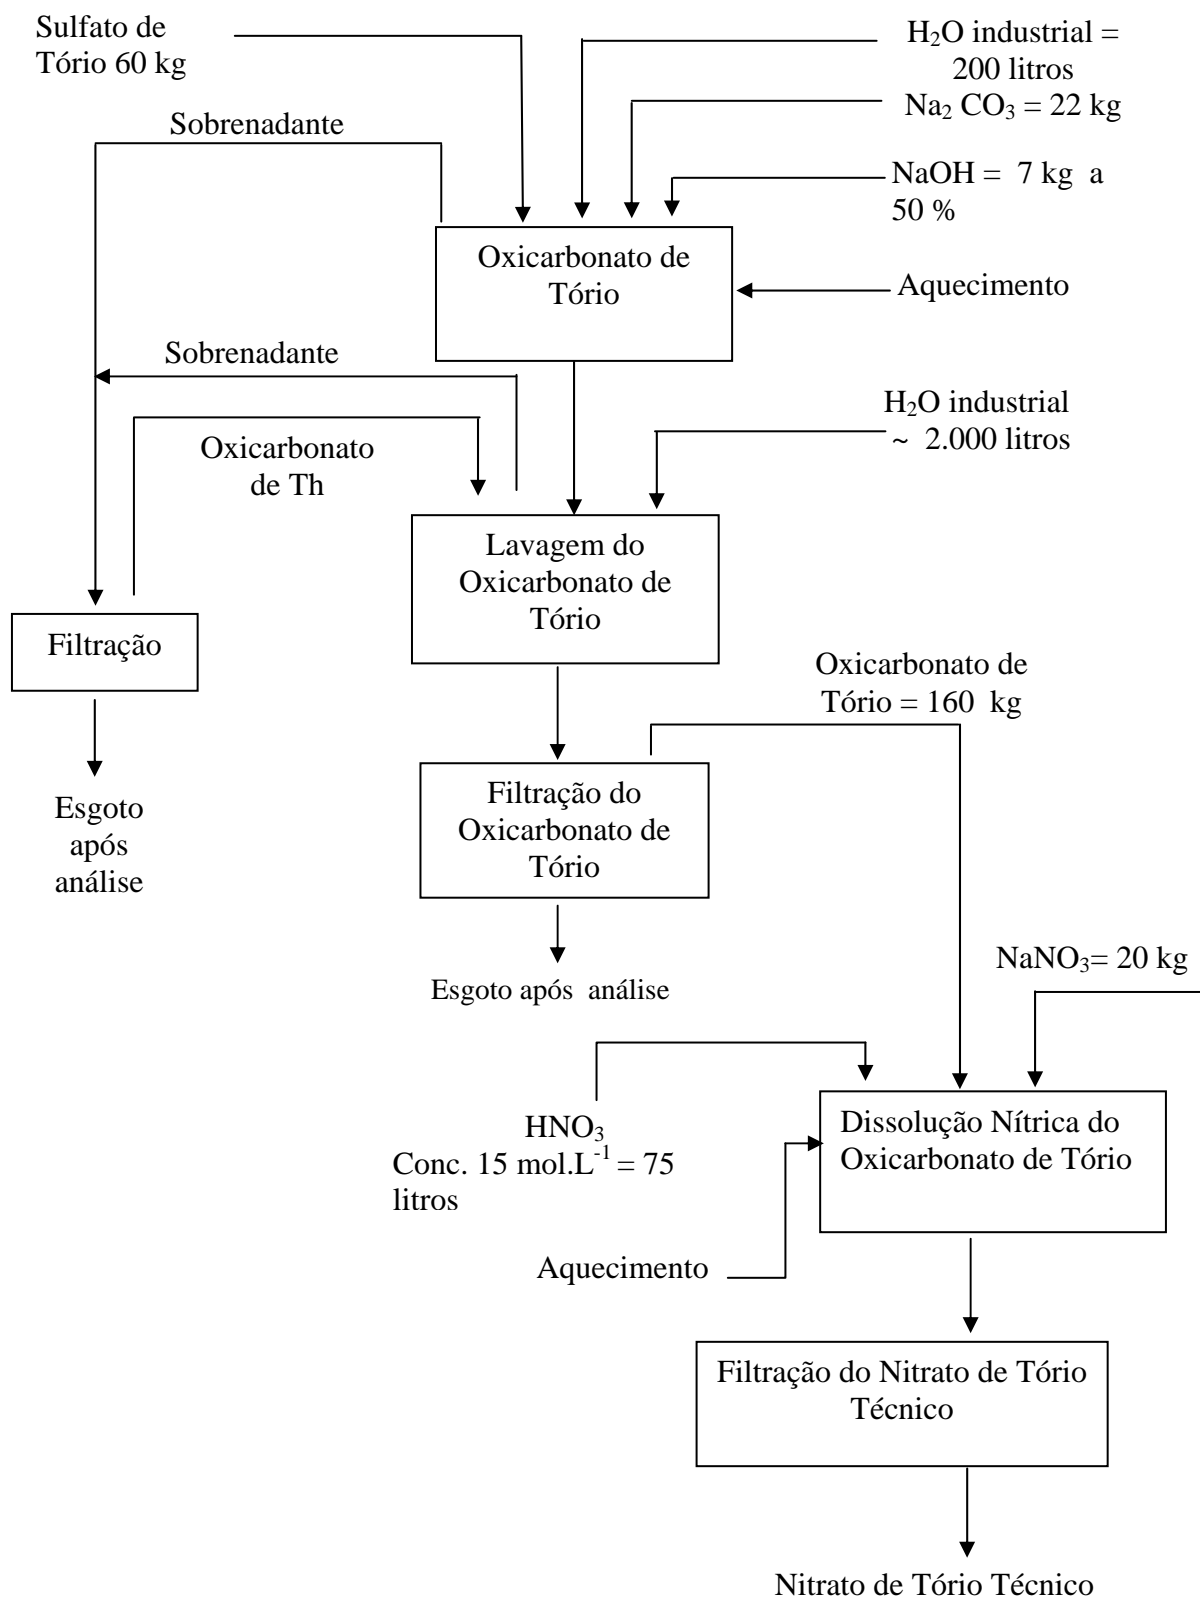 Sulfato de
Tório 60 kg
H₂O industrial =
200 litros
Na₂ CO₃ = 22 kg
Sobrenadante
NaOH = 7 kg a
50 %
Oxicarbonato de
Tório
Aquecimento
Sobrenadante
H₂O industrial
~ 2.000 litros
Oxicarbonato
de Th
Lavagem do
Oxicarbonato de
Tório
Filtração
Oxicarbonato de
Tório = 160 kg
Esgoto
após
análise
Filtração do
Oxicarbonato de
Tório
Esgoto após análise
NaNO₃= 20 kg
HNO₃
Conc. 15 mol.L⁻¹ = 75
litros
Dissolução Nítrica do
Oxicarbonato de Tório
Aquecimento
Filtração do Nitrato de Tório
Técnico
Nitrato de Tório Técnico